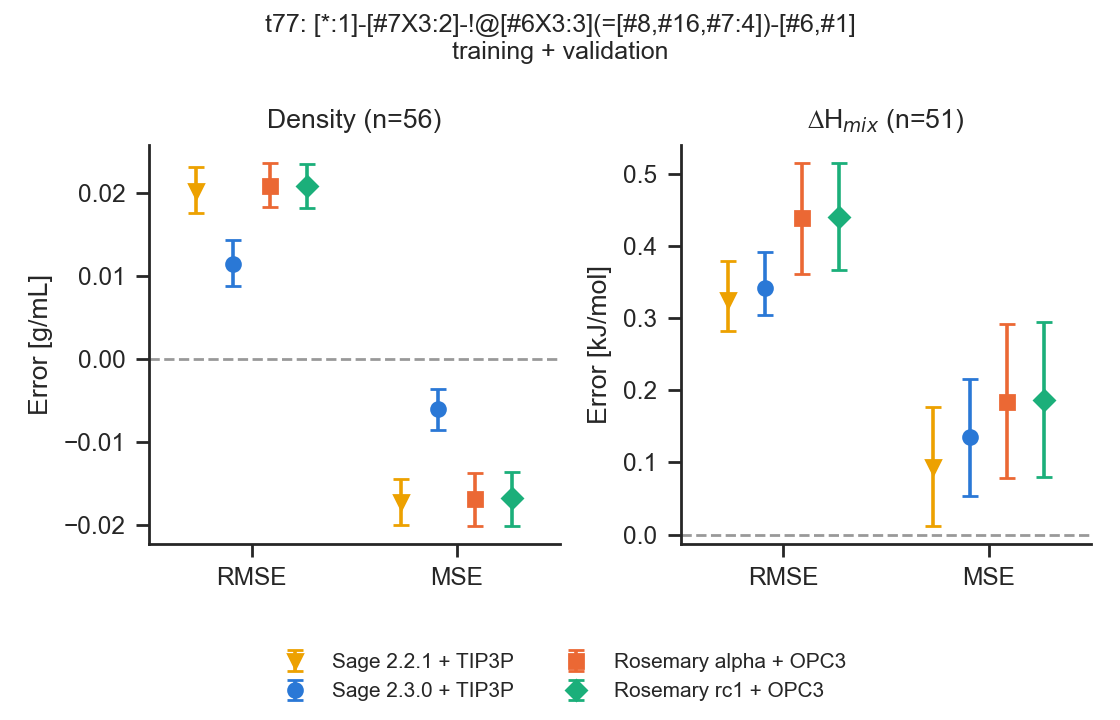 t77: [*:1]-[#7X3:2]-!@[#6X3:3](=[#8,#16,#7:4])-[#6,#1]
training + validation
Density (n=56)
Error [g/mL]
0.02
0.01
0.00
−0.01
−0.02
RMSE
MSE
ΔHmix (n=51)
Error [kJ/mol]
0.5
0.4
0.3
0.2
0.1
0.0
RMSE
MSE
Sage 2.2.1 + TIP3P
Sage 2.3.0 + TIP3P
Rosemary alpha + OPC3
Rosemary rc1 + OPC3